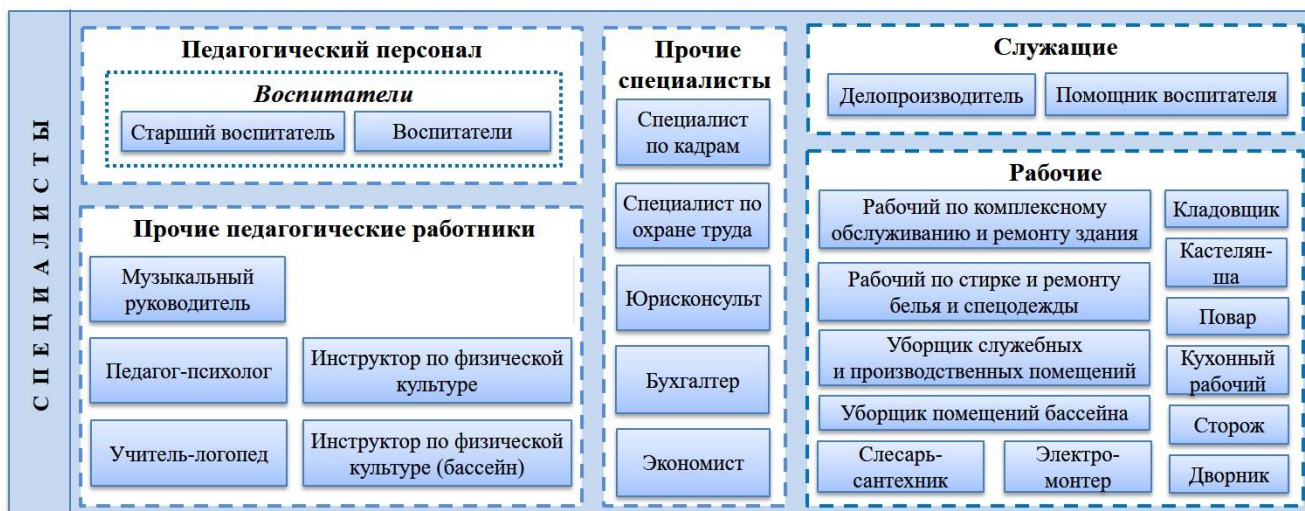 СПЕЦИАЛИСТЫ
Педагогический персонал
Воспитатели
Старший воспитатель
Воспитатели
Прочие педагогические работники
Музыкальный
руководитель
Педагог-психолог
Инструктор по физической
культуре
Учитель-логопед
Инструктор по физической
культуре (бассейн)
Прочие
специалисты
Специалист
по кадрам
Специалист по
охране труда
Юрисконсульт
Бухгалтер
Экономист
Служащие
Делопроизводитель
Помощник воспитателя
Рабочие
Рабочий по комплексному
обслуживанию и ремонту здания
Рабочий по стирке и ремонту
белья и спецодежды
Уборщик служебных
и производственных помещений
Уборщик помещений бассейна
Слесарь-
сантехник
Электро-
монтер
Кладовщик
Кастелян-
ша
Повар
Кухонный
рабочий
Сторож
Дворник